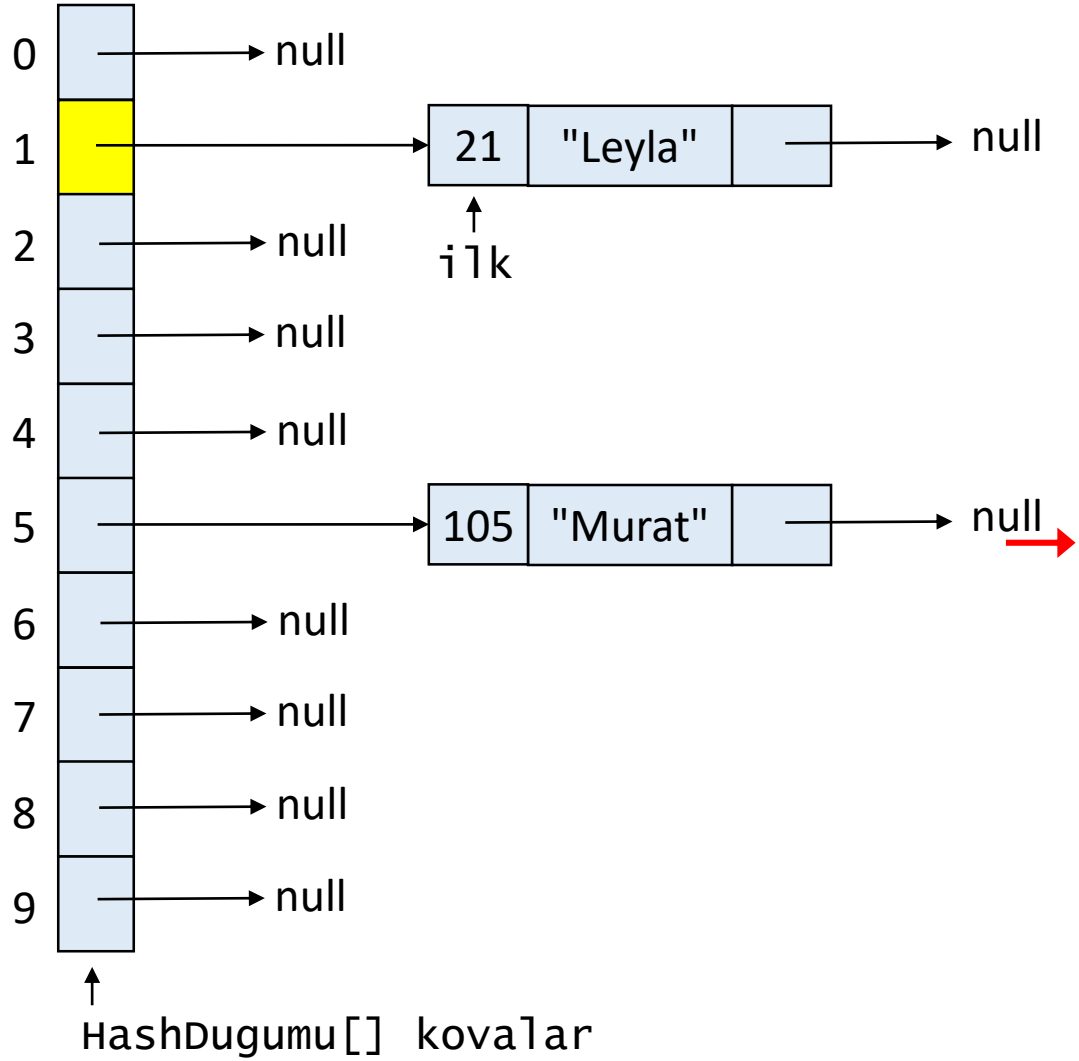 0 null
1 21 "Leyla" null
ilk
2 null
3 null
4 null
5 105 "Murat" null
6 null
7 null
8 null
9 null
HashDugumu[] kovalar